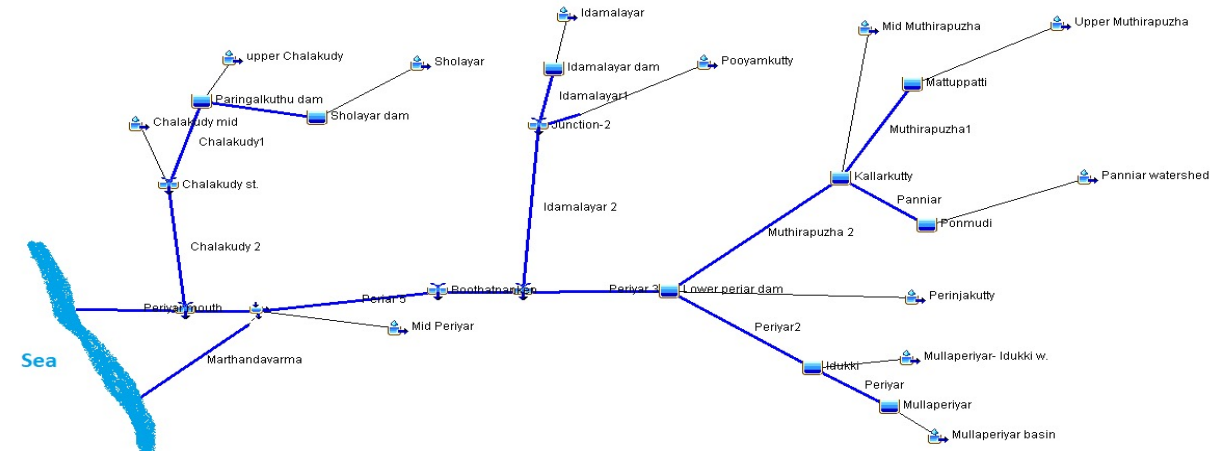 Idamalayar
Upper Muthirapuzha
Mid Muthirapuzha
upper Chalakudy
Sholayar
Idamalayar dam
Pooyamkutty
Mattuppatti
Paringalkuthu dam
Idamalayar1
Sholayar dam
Chalakudy mid
Junction-2
Muthirapuzha1
Chalakudy1
Kallarkutty
Panniar watershed
Chalakudy st.
Panniar
Idamalayar 2
Ponmudi
Muthirapuzha 2
Chalakudy 2
Periyar 3
Lower periar dam
Perinjakutty
Periar 5
Mid Periyar
Periyar2
Marthandavarma
Sea
Mullaperiyar- Idukki w.
Idukki
Periyar
Mullaperiyar
Mullaperiyar basin